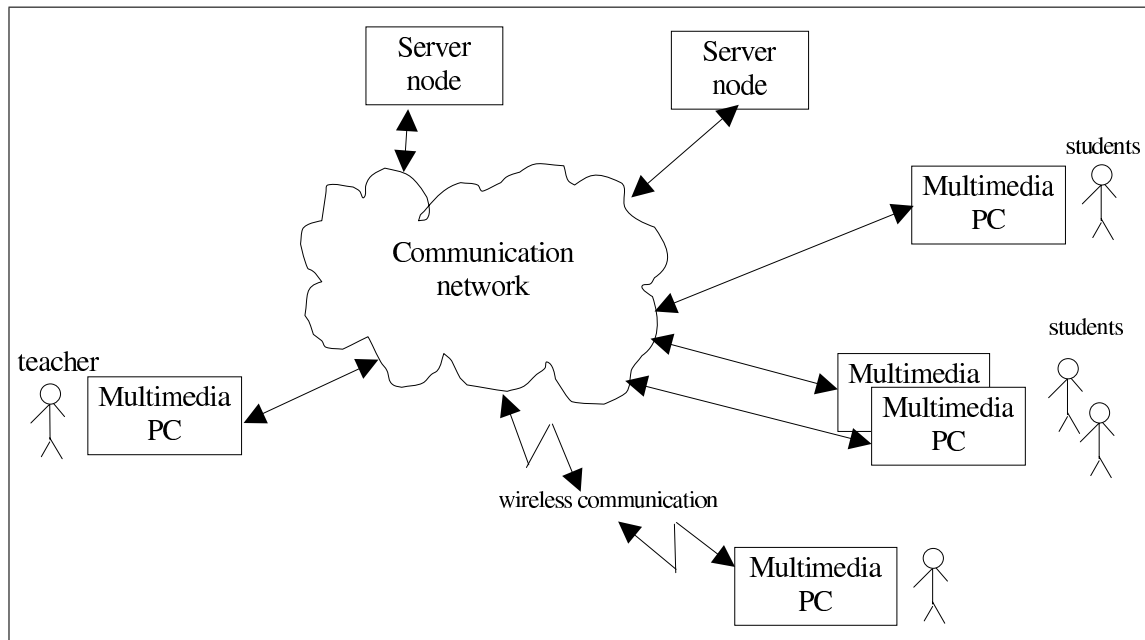 Server
node
Server
node
students
Multimedia
PC
Communication
network
students
teacher
Multimedia
PC
Multimedia
Multimedia
PC
wireless communication
Multimedia
PC